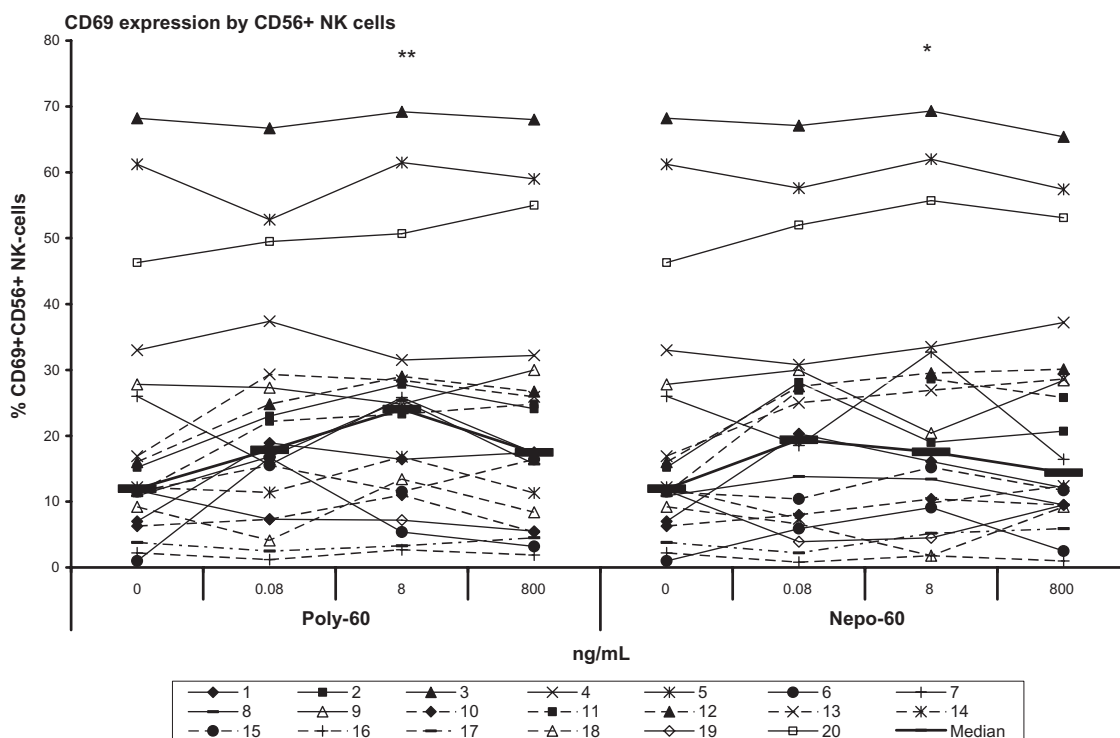 CD69 expression by CD56+ NK cells
80
70
60
50
40
30
20
10
0
% CD69+CD56+ NK-cells
** *
0 0.08 8 800 0 0.08 8 800
Poly-60 Nepo-60
ng/mL
1 2 3 4 5 6 7
8 9 10 11 12 13 14
15 16 17 18 19 20 Median